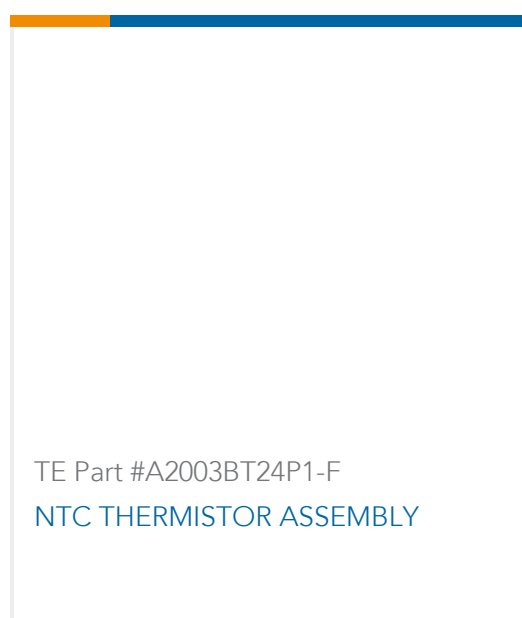 TE Part #A2003BT24P1-F
NTC THERMISTOR ASSEMBLY